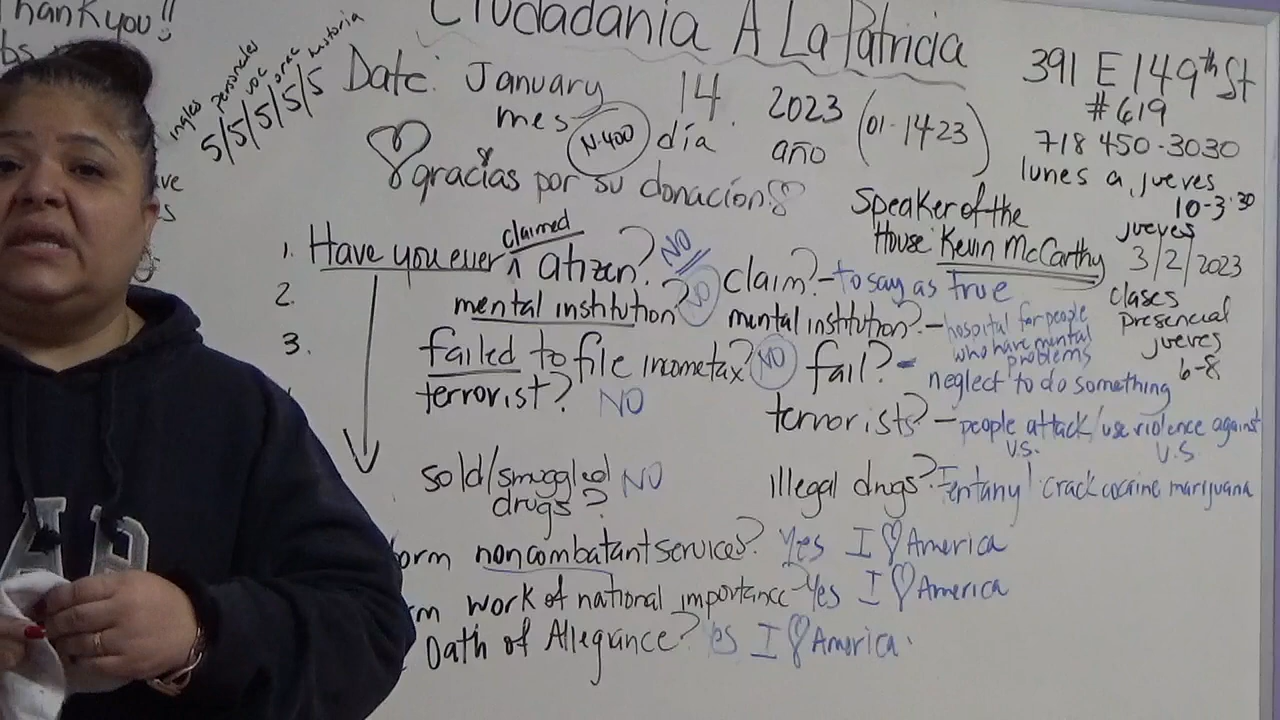 Thank you!!
Ciudadania A La Patricia
ingles personales voc orac historia
5/5/5/5/5
Date: January 14 2023 (01-14-23)
mes día año
N-400
gracias por su donación
391 E 149th St
#619
718 450-3030
lunes a jueves
10-3:30
jueves
3/2/2023
clases
presencial
jueves
6-8
Speaker of the
House: Kevin McCarthy
1. Have you ever claimed citizen? NO
claim? - to say as true
2. mental institution? NO
mental institution? - hospital for people
who have mental
problems
3. failed to file income tax? NO
fail? - neglect to do something
terrorist? NO
terrorists? - people attack/use violence against
U.S. U.S
sold/smuggled NO
drugs?
illegal drugs? Fentanyl crack cocaine marijuana
form noncombatant services? Yes I ♡ America
rm work of national importance Yes I ♡ America
Oath of Allegrance? Yes I ♡ America.